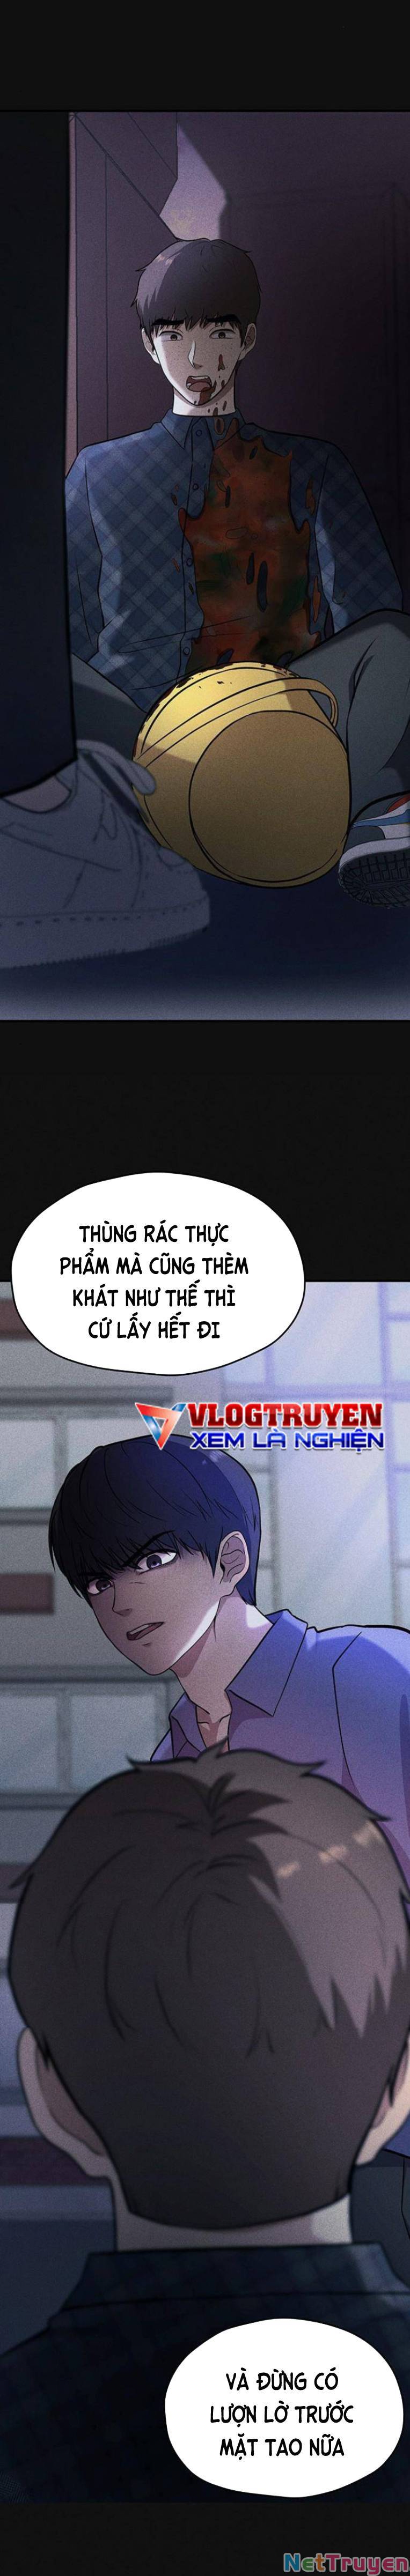 THÙNG RÁC THỰC
PHẨM MÀ CŨNG THÈM
KHÁT NHƯ THẾ THÌ
CỨ LẤY HẾT ĐI
VLOGTRUYEN
XEM LÀ NGHIỆN
VÀ ĐỪNG CÓ
LƯỢN LỜ TRƯỚC
MẶT TAO NỮA
NetTruyen